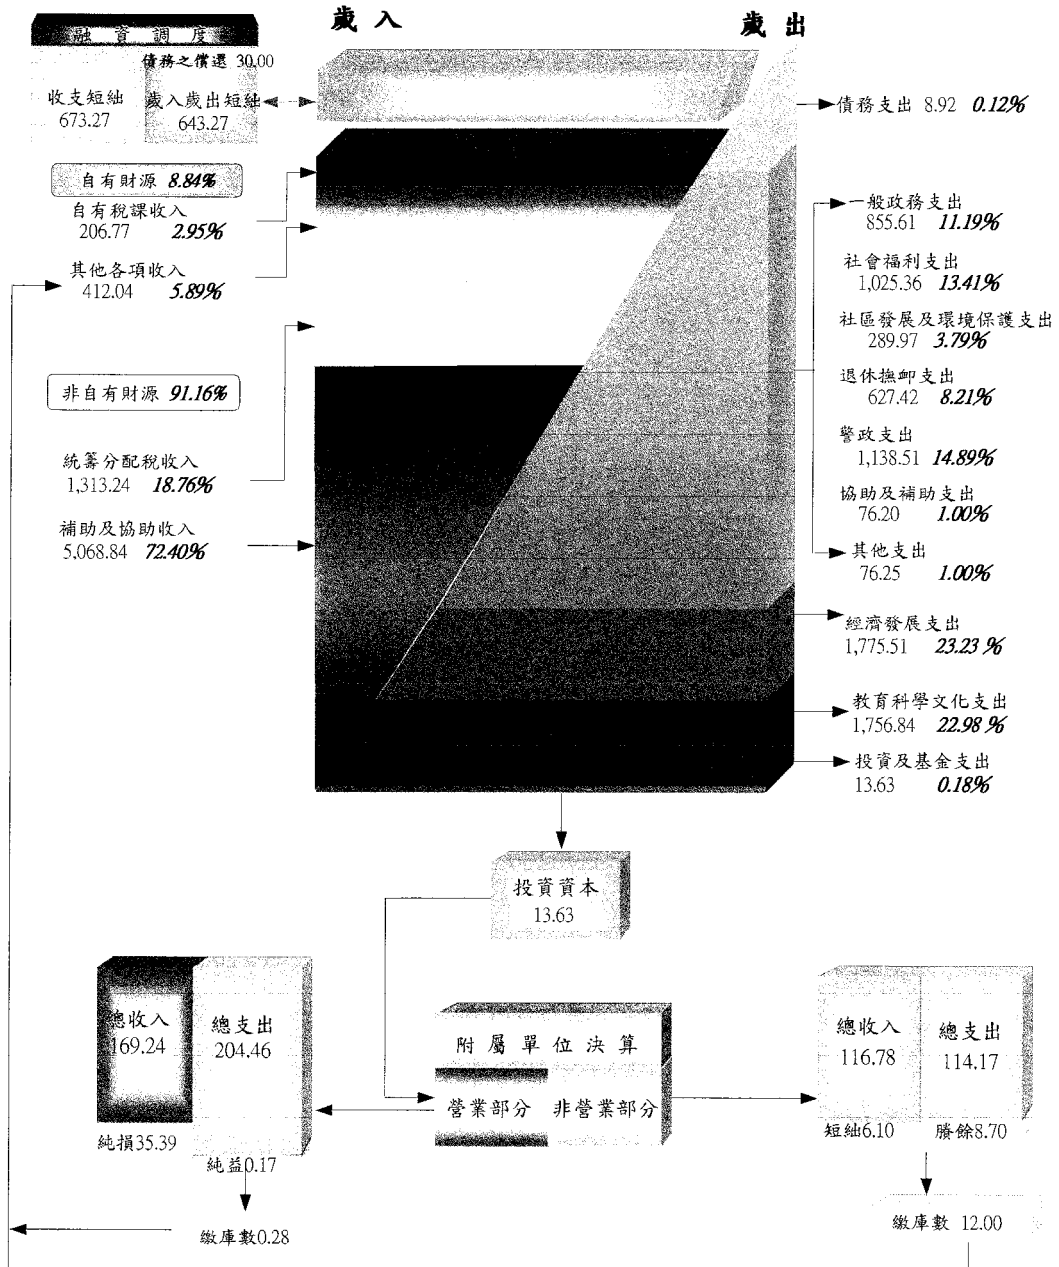 歲入
歲出
融資調度
債務之償還 30.00
收支短絀
673.27
歲入歲出短絀
643.27
自有財源 8.84%
自有稅課收入
206.77 2.95%
其他各項收入
412.04 5.89%
非自有財源 91.16%
統籌分配稅收入
1,313.24 18.76%
補助及協助收入
5,068.84 72.40%
債務支出 8.92 0.12%
一般政務支出
855.61 11.19%
社會福利支出
1,025.36 13.41%
社區發展及環境保護支出
289.97 3.79%
退休撫卹支出
627.42 8.21%
警政支出
1,138.51 14.89%
協助及補助支出
76.20 1.00%
其他支出
76.25 1.00%
經濟發展支出
1,775.51 23.23 %
教育科學文化支出
1,756.84 22.98 %
投資及基金支出
13.63 0.18%
投資資本
13.63
總收入
169.24
總支出
204.46
純損35.39
純益0.17
繳庫數0.28
附屬單位決算
營業部分
非營業部分
總收入
116.78
總支出
114.17
短絀6.10
賸餘8.70
繳庫數 12.00